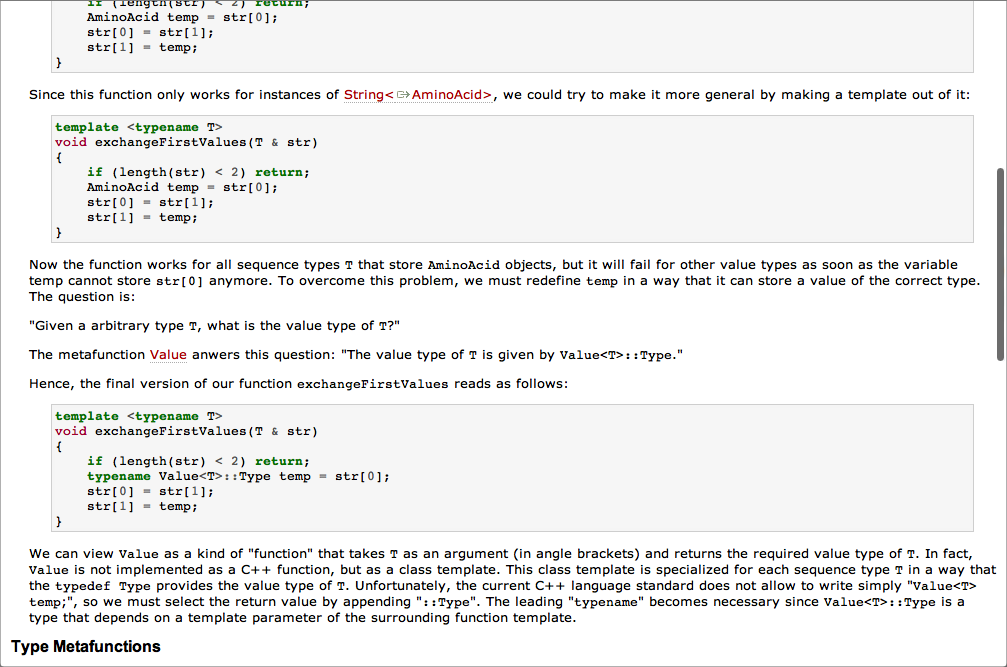 if (length(str) < 2) return;
AminoAcid temp = str[0];
str[0] = str[1];
str[1] = temp;
}
Since this function only works for instances of String<AminoAcid>, we could try to make it more general by making a template out of it:
template <typename T>
void exchangeFirstValues(T & str)
{
if (length(str) < 2) return;
AminoAcid temp = str[0];
str[0] = str[1];
str[1] = temp;
}
Now the function works for all sequence types T that store AminoAcid objects, but it will fail for other value types as soon as the variable
temp cannot store str[0] anymore. To overcome this problem, we must redefine temp in a way that it can store a value of the correct type.
The question is:
"Given a arbitrary type T, what is the value type of T?"
The metafunction Value anwers this question: "The value type of T is given by Value<T>::Type."
Hence, the final version of our function exchangeFirstValues reads as follows:
template <typename T>
void exchangeFirstValues(T & str)
{
if (length(str) < 2) return;
typename Value<T>::Type temp = str[0];
str[0] = str[1];
str[1] = temp;
}
We can view Value as a kind of "function" that takes T as an argument (in angle brackets) and returns the required value type of T. In fact,
Value is not implemented as a C++ function, but as a class template. This class template is specialized for each sequence type T in a way that
the typedef Type provides the value type of T. Unfortunately, the current C++ language standard does not allow to write simply "Value<T>
temp;", so we must select the return value by appending "::Type". The leading "typename" becomes necessary since Value<T>::Type is a
type that depends on a template parameter of the surrounding function template.
Type Metafunctions